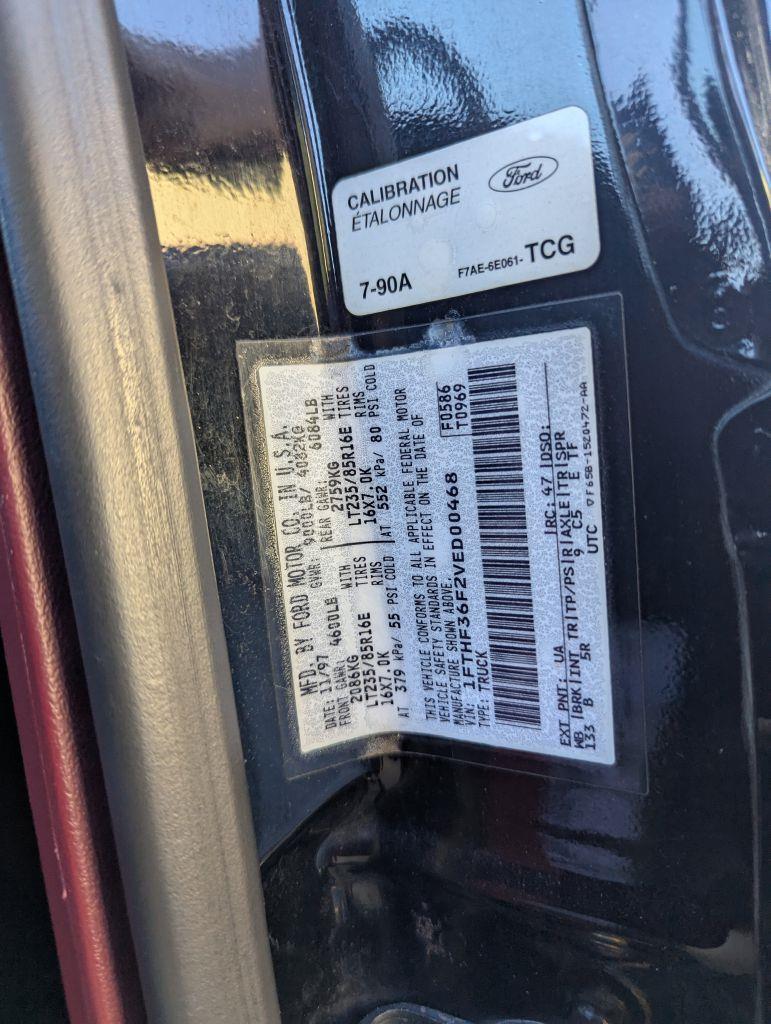 CALIBRATION
ÉTALONNAGE
Ford
7-90A
F7AE-6E061-TCG
MFD. BY FORD MOTOR CO. IN U.S.A.
DATE: 11/97 GVWR: 9000LB/ 4082KG
FRONT GAWR: 4600LB REAR GAWR: 6084LB
2086KG WITH 2759KG WITH
LT235/85R16E TIRES LT235/85R16E TIRES
16X7.0K RIMS 16X7.0K RIMS
AT 379 kPa/ 55 PSI COLD AT 552 kPa/ 80 PSI COLD
THIS VEHICLE CONFORMS TO ALL APPLICABLE FEDERAL MOTOR
VEHICLE SAFETY STANDARDS IN EFFECT ON THE DATE OF
MANUFACTURE SHOWN ABOVE.
VIN: 1FTHF36F2VED00468 F0586
TYPE: TRUCK T0969
EXT PNT: UA RC: 47 DSO:
WB BRK INT TR TP/PS R AXLE TR SPR
133 B 5R 9 C5 E FF
UTC F65B-1520472-AA